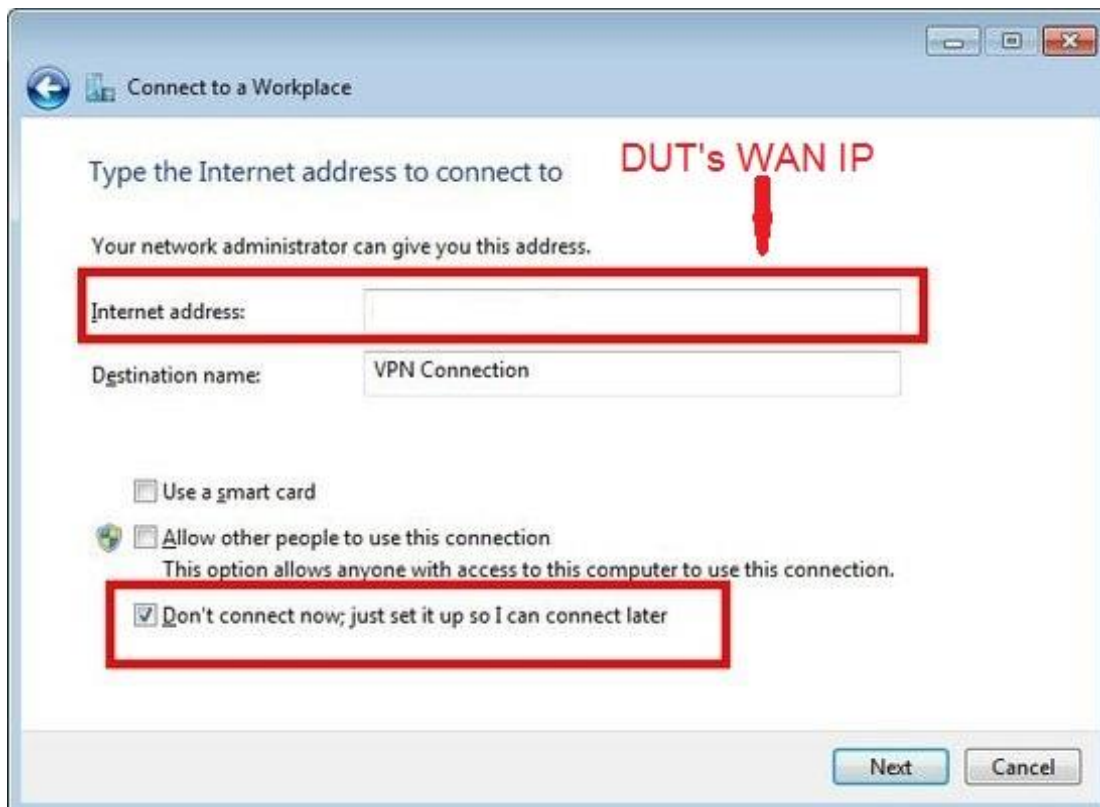 Connect to a Workplace
Type the Internet address to connect to
DUT's WAN IP
Your network administrator can give you this address.
Internet address:
Destination name:
VPN Connection
Use a smart card
Allow other people to use this connection
This option allows anyone with access to this computer to use this connection.
Don't connect now; just set it up so I can connect later
Next
Cancel